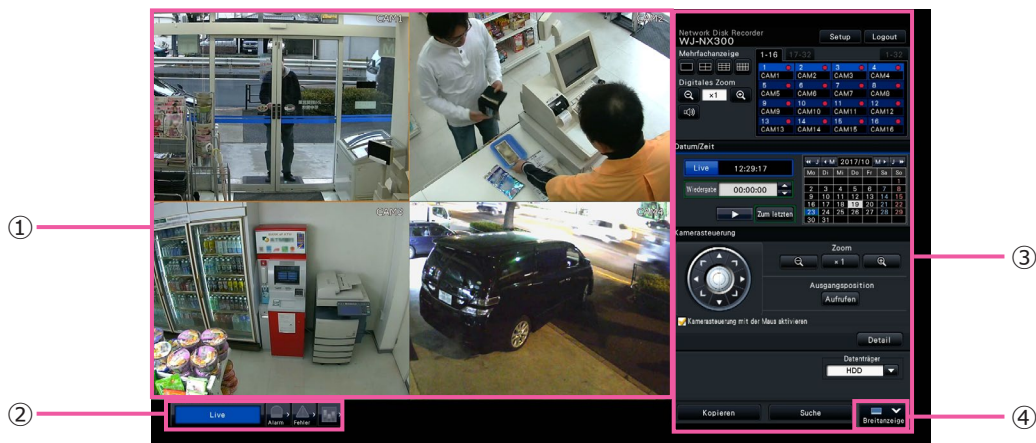 CAM1
CAM2
CAM3
CAM4
Network Disk Recorder
WJ-NX300
Setup
Logout
Mehrfachanzeige
1-16
17-32
1-32
1 2 3 4
CAM1 CAM2 CAM3 CAM4
5 6 7 8
CAM5 CAM6 CAM7 CAM8
9 10 11 12
CAM9 CAM10 CAM11 CAM12
13 14 15 16
CAM13 CAM14 CAM15 CAM16
Digitales Zoom
×1
Datum/Zeit
Live 12:29:17
Wiedergabe 00:00:00
Zum letzten
J M 2017/10 M J
Mo Di Mi Do Fr Sa So
1
2 3 4 5 6 7 8
9 10 11 12 13 14 15
16 17 18 19 20 21 22
23 24 25 26 27 28 29
30 31
Kamerasteuerung
Zoom
×1
Ausgangsposition
Aufrufen
Kamerasteuerung mit der Maus aktivieren
Detail
Datenträger
HDD
Kopieren
Suche
Breitanzeige
Live
Alarm
Fehler
①
②
③
④